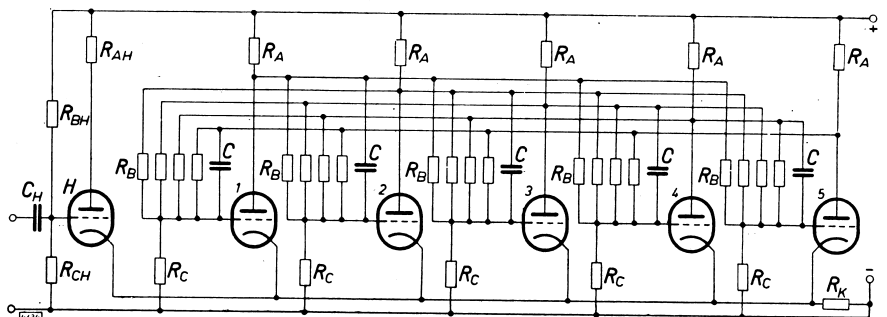 R_AH R_A R_A R_A R_A R_A
+
R_BH
C C C C C
R_B R_B R_B R_B R_B
C_H H 1 2 3 4 5
R_CH R_C R_C R_C R_C R_C
R_K
−